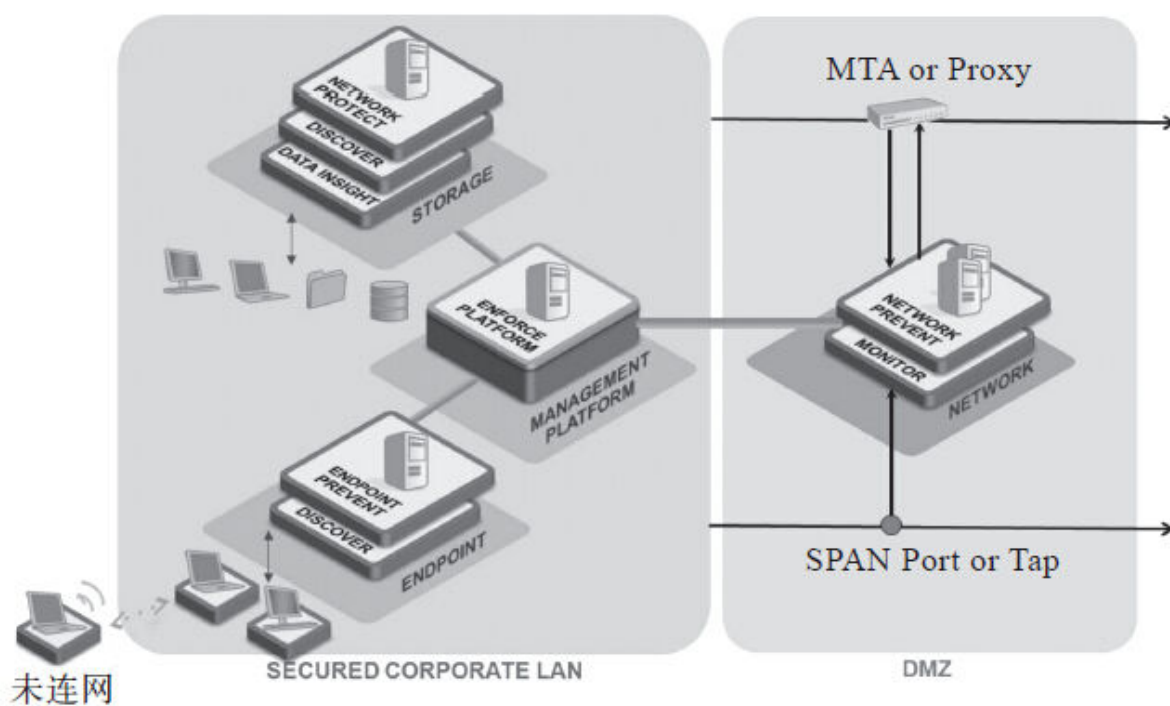 NETWORK
PROTECT
DISCOVER
DATA INSIGHT
STORAGE
ENFORCE
PLATFORM
MANAGEMENT
PLATFORM
ENDPOINT
PREVENT
DISCOVER
ENDPOINT
未连网
SECURED CORPORATE LAN
MTA or Proxy
NETWORK
PREVENT
MONITOR
NETWORK
SPAN Port or Tap
DMZ